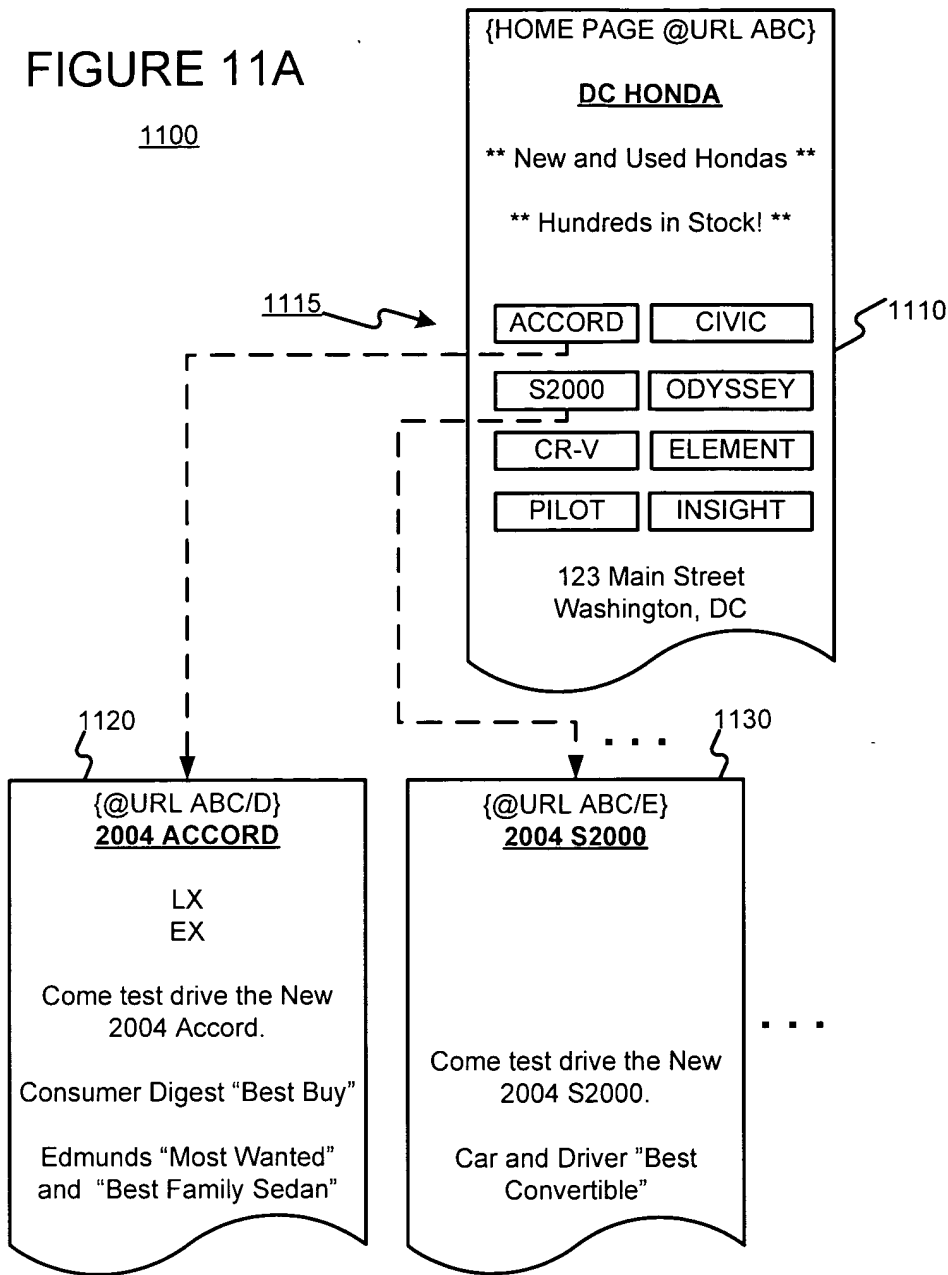 FIGURE 11A
1100
{HOME PAGE @URL ABC}
DC HONDA
** New and Used Hondas **
** Hundreds in Stock! **
1115
1110
ACCORD
CIVIC
S2000
ODYSSEY
CR-V
ELEMENT
PILOT
INSIGHT
123 Main Street
Washington, DC
1120
{@URL ABC/D}
2004 ACCORD
LX
EX
Come test drive the New
2004 Accord.
Consumer Digest “Best Buy”
Edmunds “Most Wanted”
and “Best Family Sedan”
. . .
1130
{@URL ABC/E}
2004 S2000
Come test drive the New
2004 S2000.
Car and Driver ”Best
Convertible”
. . .